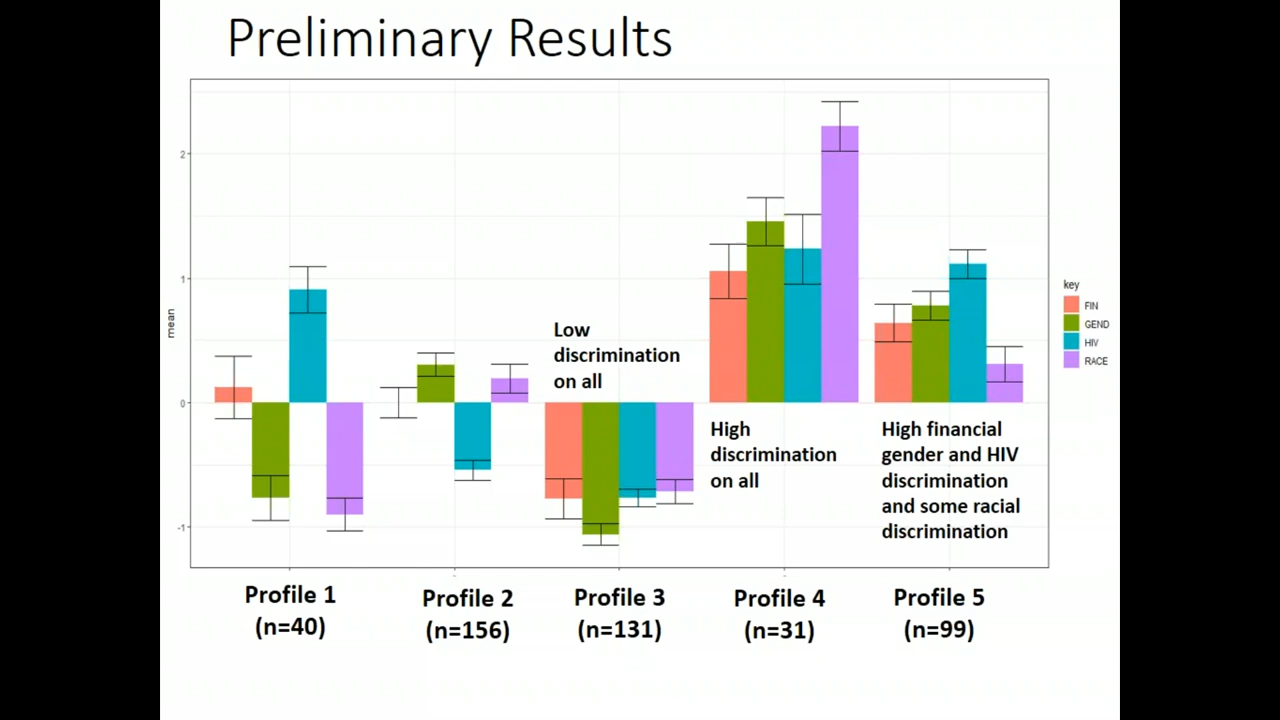 Preliminary Results
2
1
0
-1
mean
Low
discrimination
on all
High
discrimination
on all
High financial
gender and HIV
discrimination
and some racial
discrimination
key
FIN
GEND
HIV
RACE
Profile 1
(n=40)
Profile 2
(n=156)
Profile 3
(n=131)
Profile 4
(n=31)
Profile 5
(n=99)